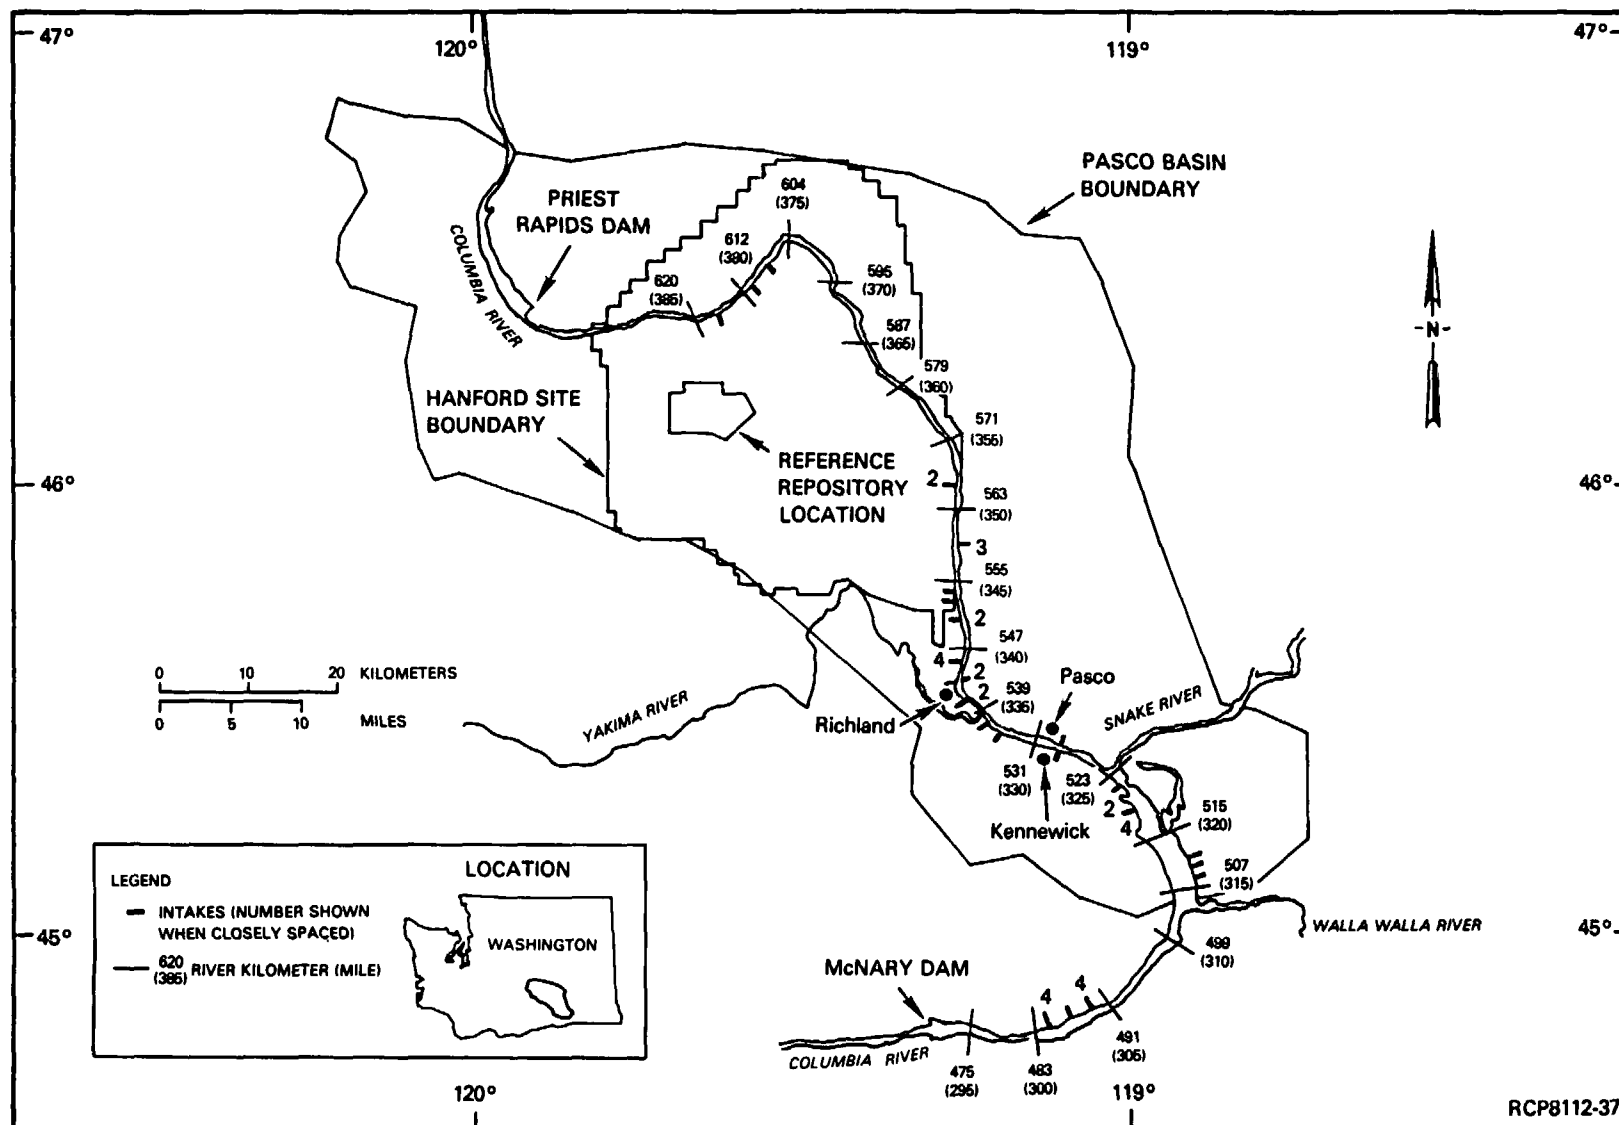 47°
120°
119°
47°
PASCO BASIN
BOUNDARY
PRIEST
RAPIDS DAM
COLUMBIA RIVER
604
(375)
612
(380)
620
(385)
595
(370)
587
(365)
579
(360)
-N-
HANFORD SITE
BOUNDARY
571
(355)
REFERENCE
REPOSITORY
LOCATION
46°
46°
2
563
(350)
3
555
(345)
2
547
(340)
4
2
2
539
(335)
0 10 20 KILOMETERS
0 5 10 MILES
YAKIMA RIVER
Richland
Pasco
SNAKE RIVER
531
(330)
523
(325)
Kennewick
2
4
515
(320)
507
(315)
WALLA WALLA RIVER
499
(310)
45°
45°
LEGEND
INTAKES (NUMBER SHOWN
WHEN CLOSELY SPACED)
620
(385) RIVER KILOMETER (MILE)
LOCATION
WASHINGTON
McNARY DAM
4
4
491
(305)
COLUMBIA RIVER
475
(295)
483
(300)
120°
119°
RCP8112-37